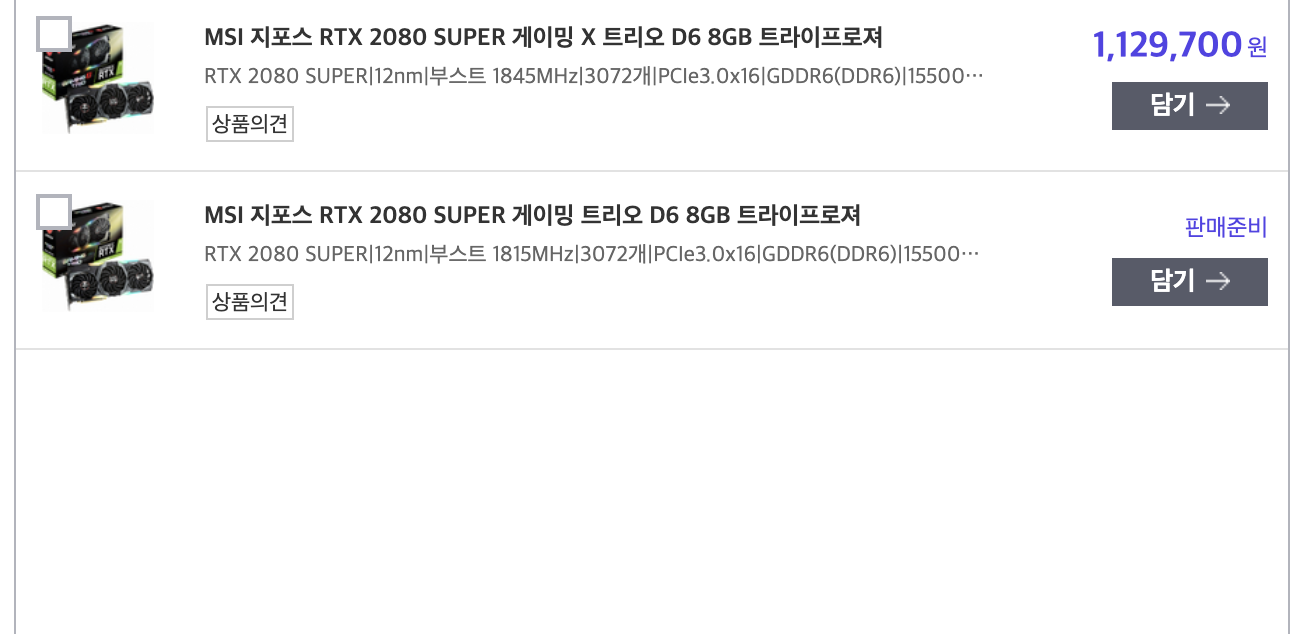 MSI 지포스 RTX 2080 SUPER 게이밍 X 트리오 D6 8GB 트라이프로져
1,129,700원
RTX 2080 SUPER|12nm|부스트 1845MHz|3072개|PCIe3.0x16|GDDR6(DDR6)|15500…
담기 →
상품의견
MSI 지포스 RTX 2080 SUPER 게이밍 트리오 D6 8GB 트라이프로져
판매준비
RTX 2080 SUPER|12nm|부스트 1815MHz|3072개|PCIe3.0x16|GDDR6(DDR6)|15500…
담기 →
상품의견